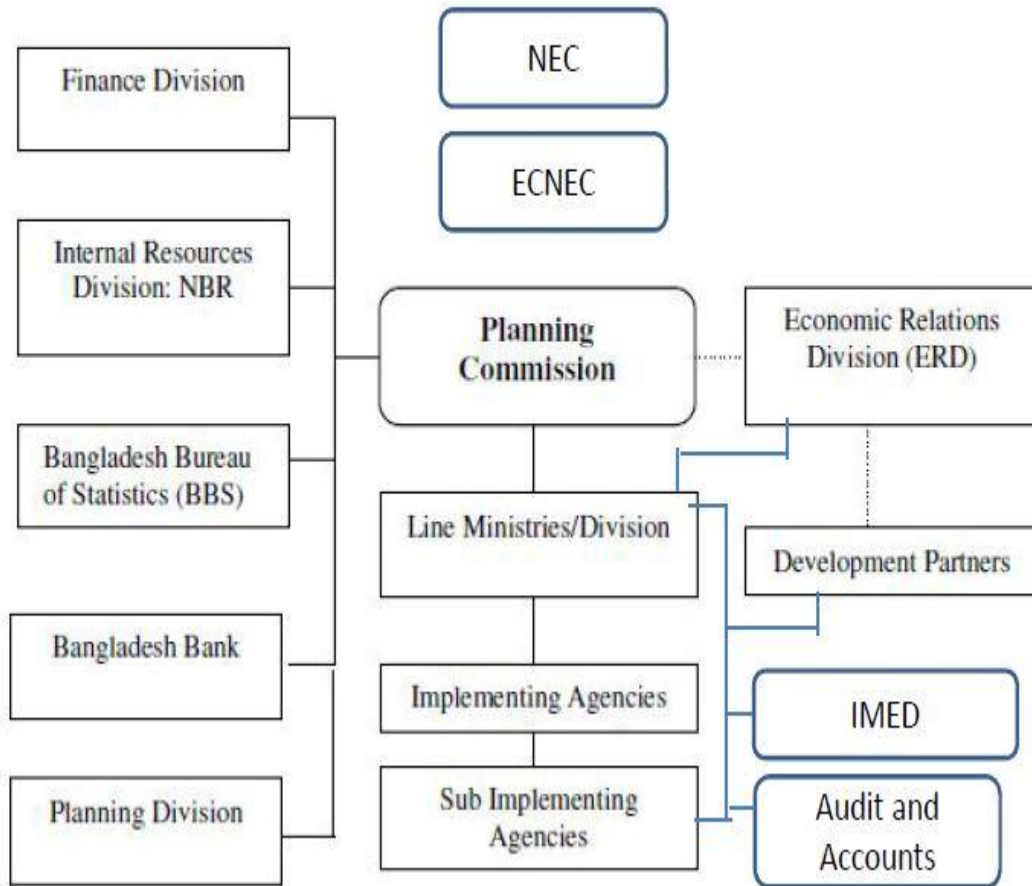 NEC
ECNEC
Finance Division
Internal Resources
Division: NBR
Bangladesh Bureau
of Statistics (BBS)
Bangladesh Bank
Planning Division
Planning
Commission
Line Ministries/Division
Implementing Agencies
Sub Implementing
Agencies
Economic Relations
Division (ERD)
Development Partners
IMED
Audit and
Accounts